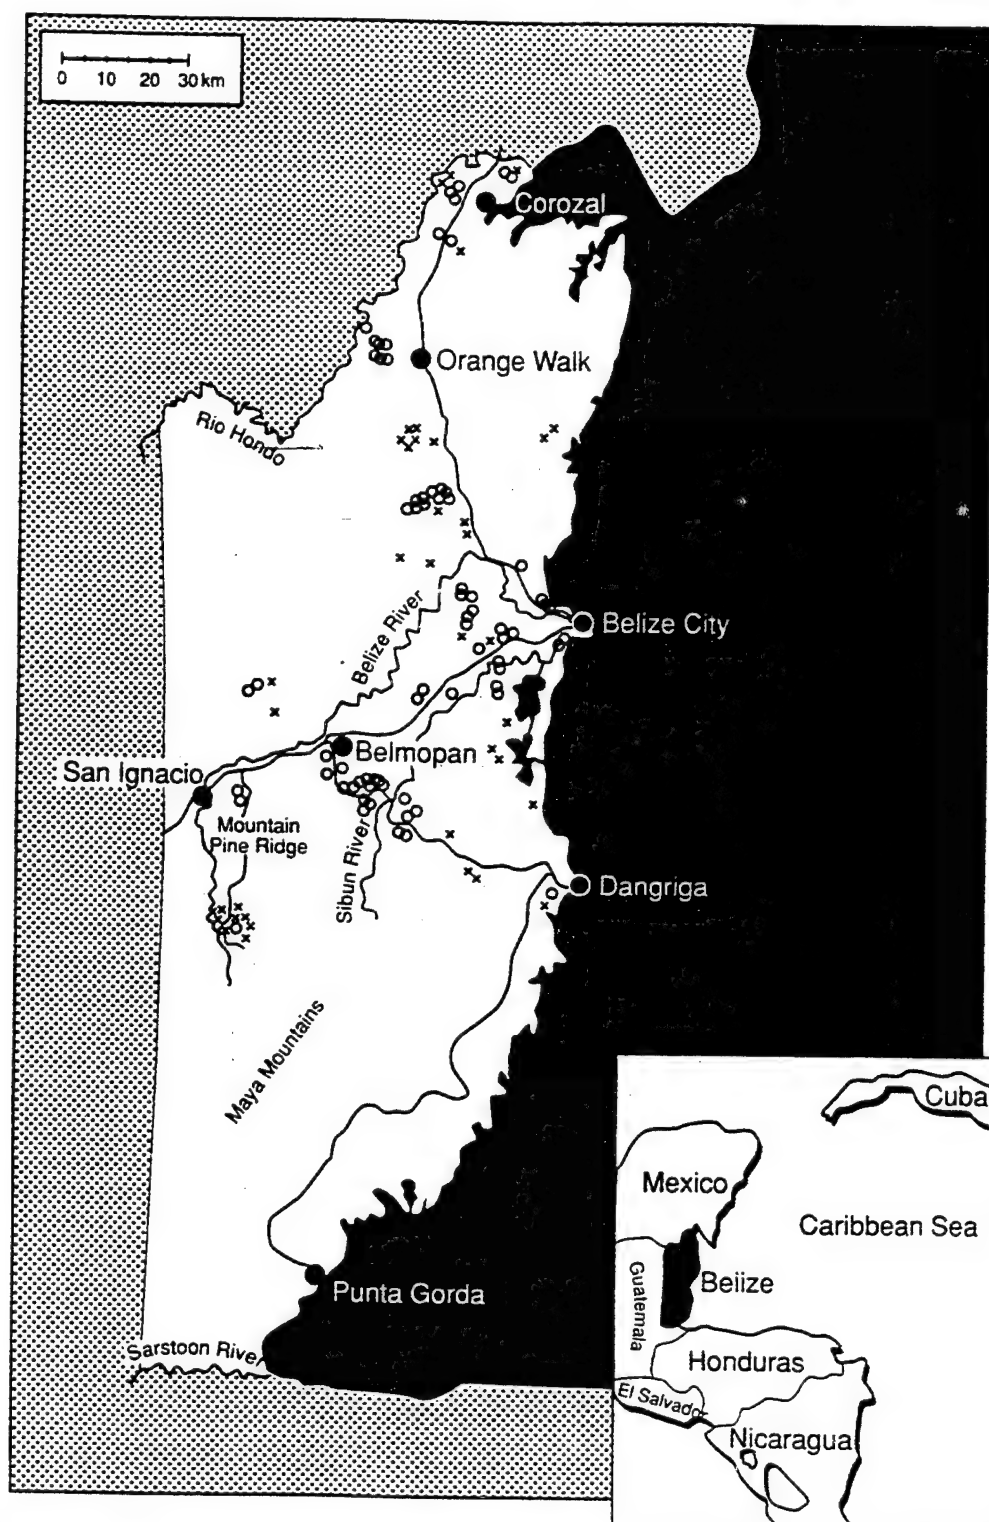 0 10 20 30 km
Corozal
Orange Walk
Rio Hondo
Belize River
Belize City
Belmopan
San Ignacio
Mountain
Pine Ridge
Sibun River
Dangriga
Maya Mountains
Punta Gorda
Sarstoon River
Cuba
Mexico
Caribbean Sea
Guatemala
Belize
Honduras
El Salvador
Nicaragua